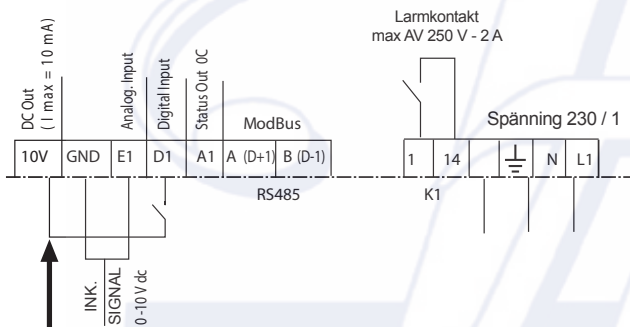 Larmkontakt
max AV 250 V - 2 A
DC Out
( I max = 10 mA)
Analog. Input
Digital Input
Status Out 0C
ModBus
Spänning 230 / 1
10V GND E1 D1 A1 A (D+1) B (D-1)
1 14 N L1
RS485
K1
INK.
SIGNAL
0-10 V dc